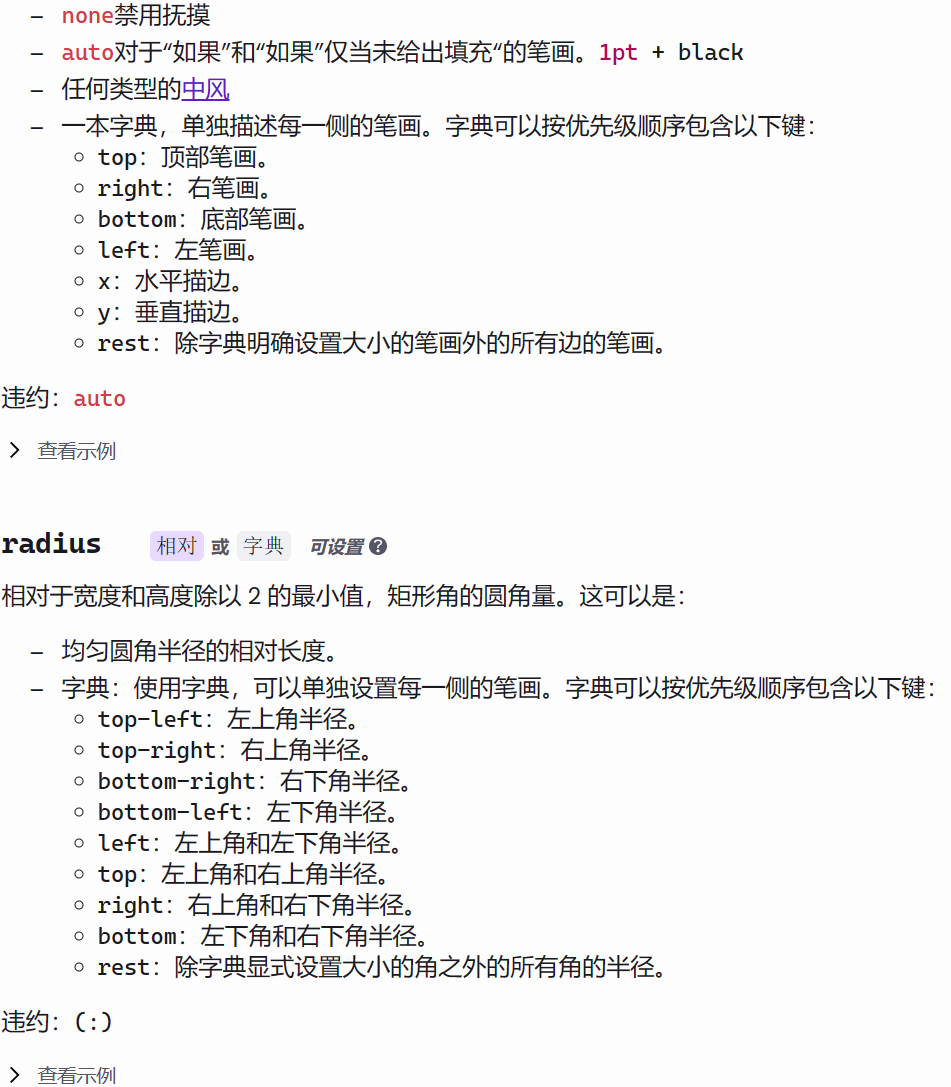 – none禁用抚摸
– auto对于“如果”和“如果”仅当未给出填充“的笔画。1pt + black
– 任何类型的中风
– 一本字典，单独描述每一侧的笔画。字典可以按优先级顺序包含以下键：
○ top：顶部笔画。
○ right：右笔画。
○ bottom：底部笔画。
○ left：左笔画。
○ x：水平描边。
○ y：垂直描边。
○ rest：除字典明确设置大小的笔画外的所有边的笔画。
违约：auto
> 查看示例
radius 相对 或 字典 可设置 ?
相对于宽度和高度除以 2 的最小值，矩形角的圆角量。这可以是：
– 均匀圆角半径的相对长度。
– 字典：使用字典，可以单独设置每一侧的笔画。字典可以按优先级顺序包含以下键：
○ top-left：左上角半径。
○ top-right：右上角半径。
○ bottom-right：右下角半径。
○ bottom-left：左下角半径。
○ left：左上角和左下角半径。
○ top：左上角和右上角半径。
○ right：右上角和右下角半径。
○ bottom：左下角和右下角半径。
○ rest：除字典显式设置大小的角之外的所有角的半径。
违约：(:)
> 查看示例